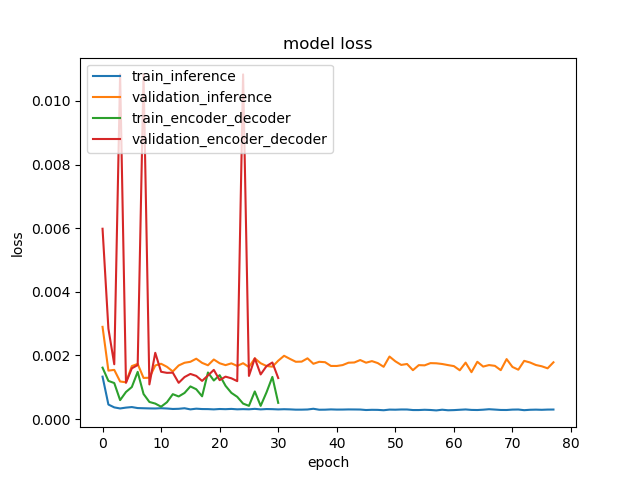 model loss
train_inference
validation_inference
train_encoder_decoder
validation_encoder_decoder
0.010
0.008
0.006
0.004
0.002
0.000
loss
0 10 20 30 40 50 60 70 80
epoch